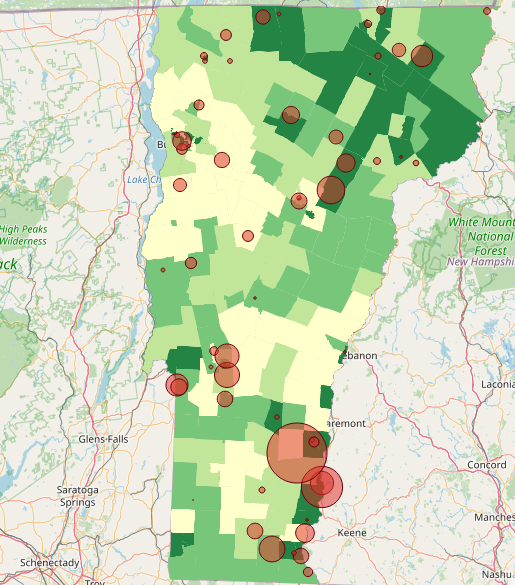 Bu
Lake Ch
High Peaks
Wilderness
ack
White Mount
National
Forest
New Hampshi
ebanon
Laconia
aremont
Glens Falls
Concord
Saratoga
Springs
Manches
Keene
Schenectady
Nashu
Troy